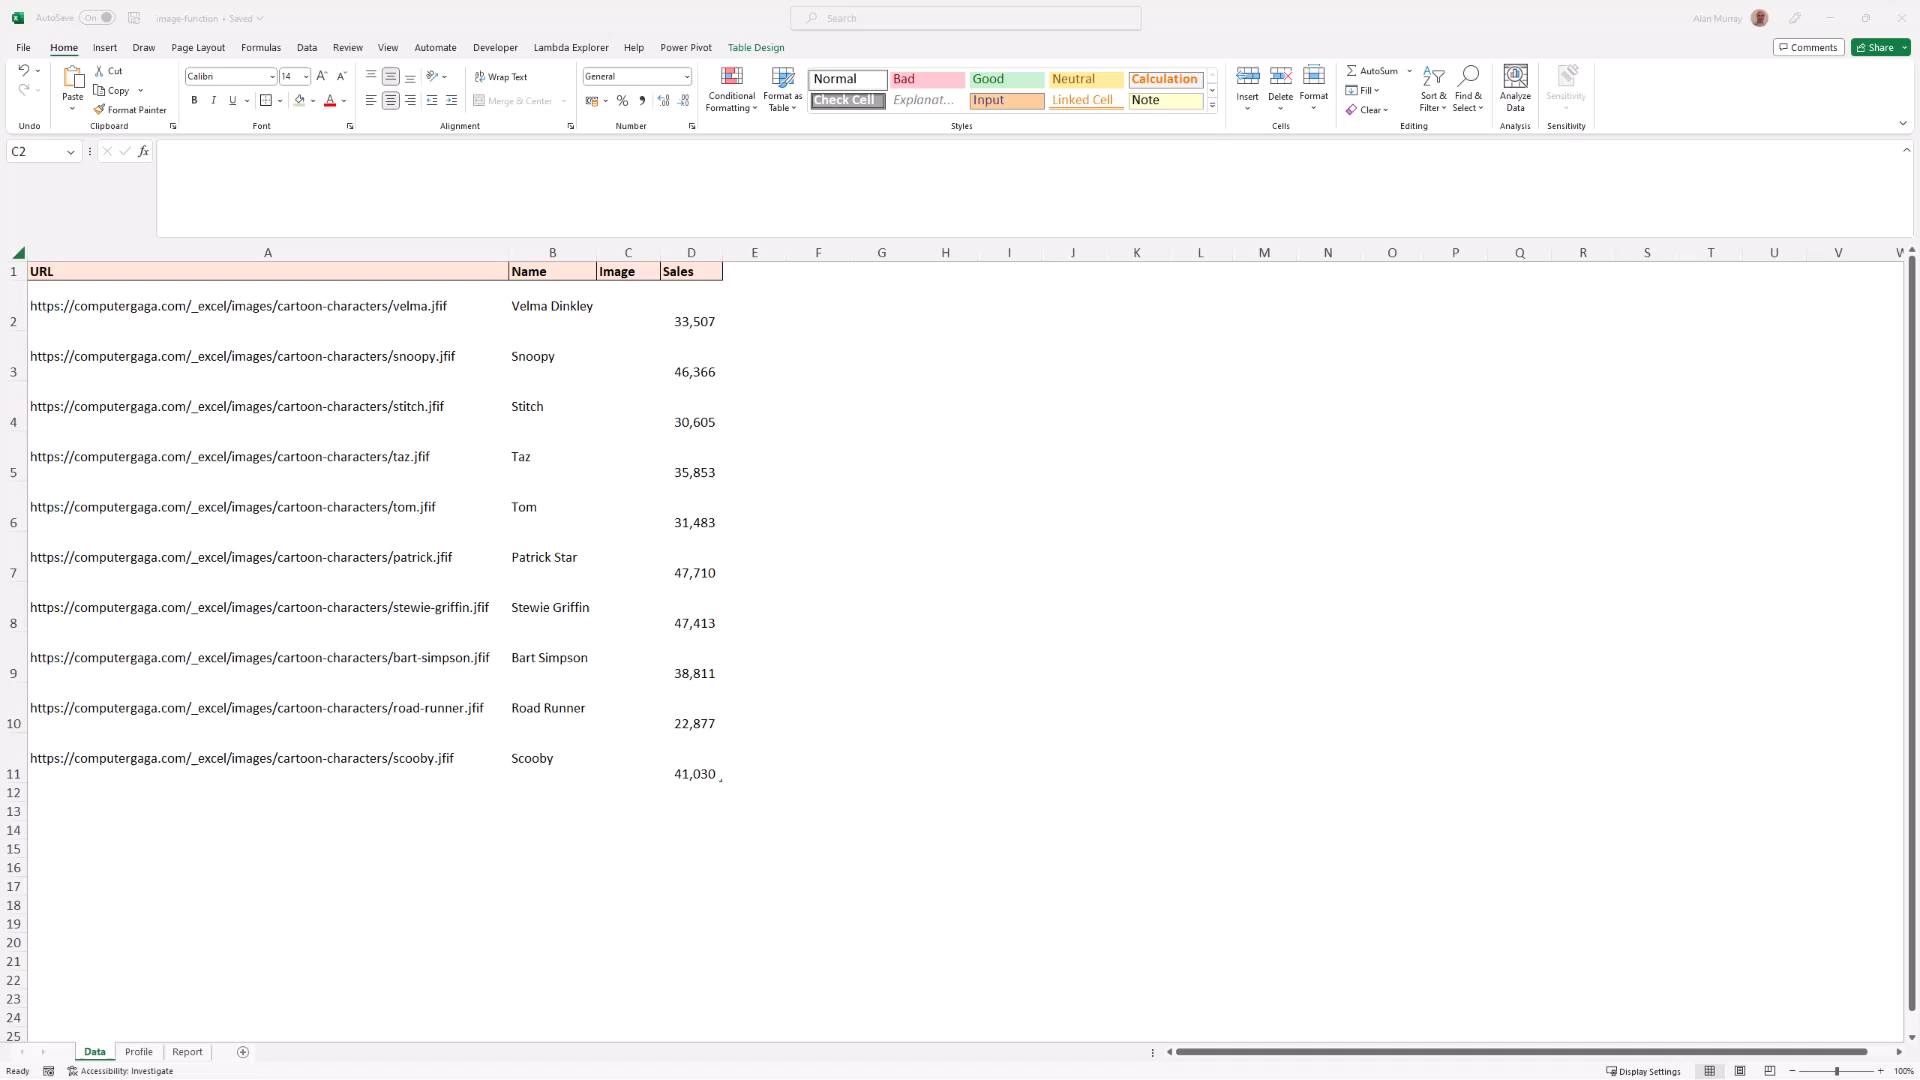 AutoSave On image-function • Saved Search Alan Murray
File Home Insert Draw Page Layout Formulas Data Review View Automate Developer Lambda Explorer Help Power Pivot Table Design Comments Share
Paste Cut Copy Format Painter
Calibri 14 B I U
Wrap Text Merge & Center
General % 9
Conditional Formatting Format as Table
Normal Bad Good Neutral Calculation
Check Cell Explanat... Input Linked Cell Note
Insert Delete Format
AutoSum Fill Clear Sort & Filter Find & Select
Analyze Data Sensitivity
Undo Clipboard Font Alignment Number Styles Cells Editing Analysis Sensitivity
C2 fx
A B C D E F G H I J K L M N O P Q R S T U V W
1 URL Name Image Sales
2 https://computergaga.com/_excel/images/cartoon-characters/velma.jfif Velma Dinkley 33,507
3 https://computergaga.com/_excel/images/cartoon-characters/snoopy.jfif Snoopy 46,366
4 https://computergaga.com/_excel/images/cartoon-characters/stitch.jfif Stitch 30,605
5 https://computergaga.com/_excel/images/cartoon-characters/taz.jfif Taz 35,853
6 https://computergaga.com/_excel/images/cartoon-characters/tom.jfif Tom 31,483
7 https://computergaga.com/_excel/images/cartoon-characters/patrick.jfif Patrick Star 47,710
8 https://computergaga.com/_excel/images/cartoon-characters/stewie-griffin.jfif Stewie Griffin 47,413
9 https://computergaga.com/_excel/images/cartoon-characters/bart-simpson.jfif Bart Simpson 38,811
10 https://computergaga.com/_excel/images/cartoon-characters/road-runner.jfif Road Runner 22,877
11 https://computergaga.com/_excel/images/cartoon-characters/scooby.jfif Scooby 41,030
12
13
14
15
16
17
18
19
20
21
22
23
24
25
Data Profile Report
Ready Accessibility: Investigate Display Settings 100%